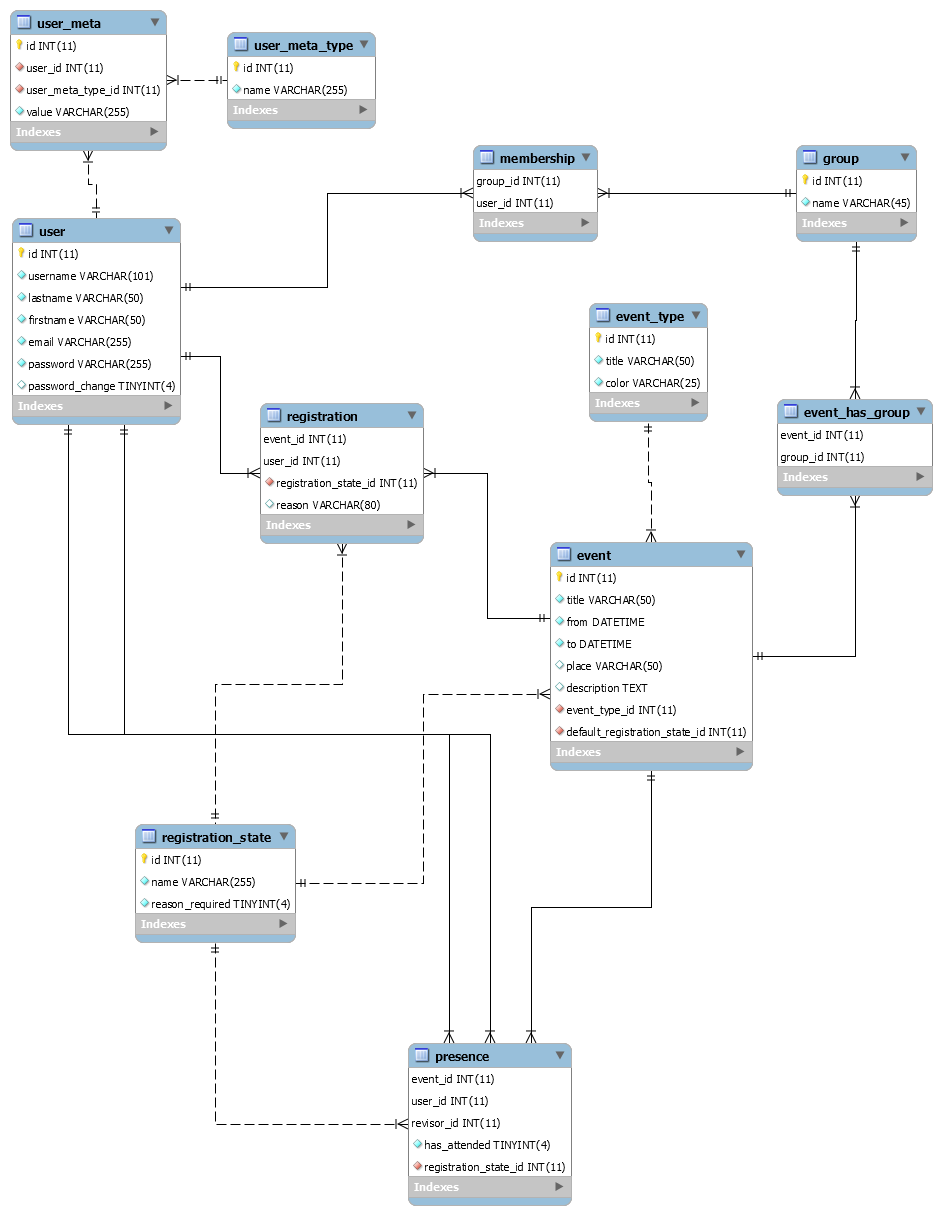 user_meta
id INT(11)
user_id INT(11)
user_meta_type_id INT(11)
value VARCHAR(255)
Indexes
user_meta_type
id INT(11)
name VARCHAR(255)
Indexes
membership
group_id INT(11)
user_id INT(11)
Indexes
group
id INT(11)
name VARCHAR(45)
Indexes
user
id INT(11)
username VARCHAR(101)
lastname VARCHAR(50)
firstname VARCHAR(50)
email VARCHAR(255)
password VARCHAR(255)
password_change TINYINT(4)
Indexes
event_type
id INT(11)
title VARCHAR(50)
color VARCHAR(25)
Indexes
registration
event_id INT(11)
user_id INT(11)
registration_state_id INT(11)
reason VARCHAR(80)
Indexes
event_has_group
event_id INT(11)
group_id INT(11)
Indexes
event
id INT(11)
title VARCHAR(50)
from DATETIME
to DATETIME
place VARCHAR(50)
description TEXT
event_type_id INT(11)
default_registration_state_id INT(11)
Indexes
registration_state
id INT(11)
name VARCHAR(255)
reason_required TINYINT(4)
Indexes
presence
event_id INT(11)
user_id INT(11)
revisor_id INT(11)
has_attended TINYINT(4)
registration_state_id INT(11)
Indexes